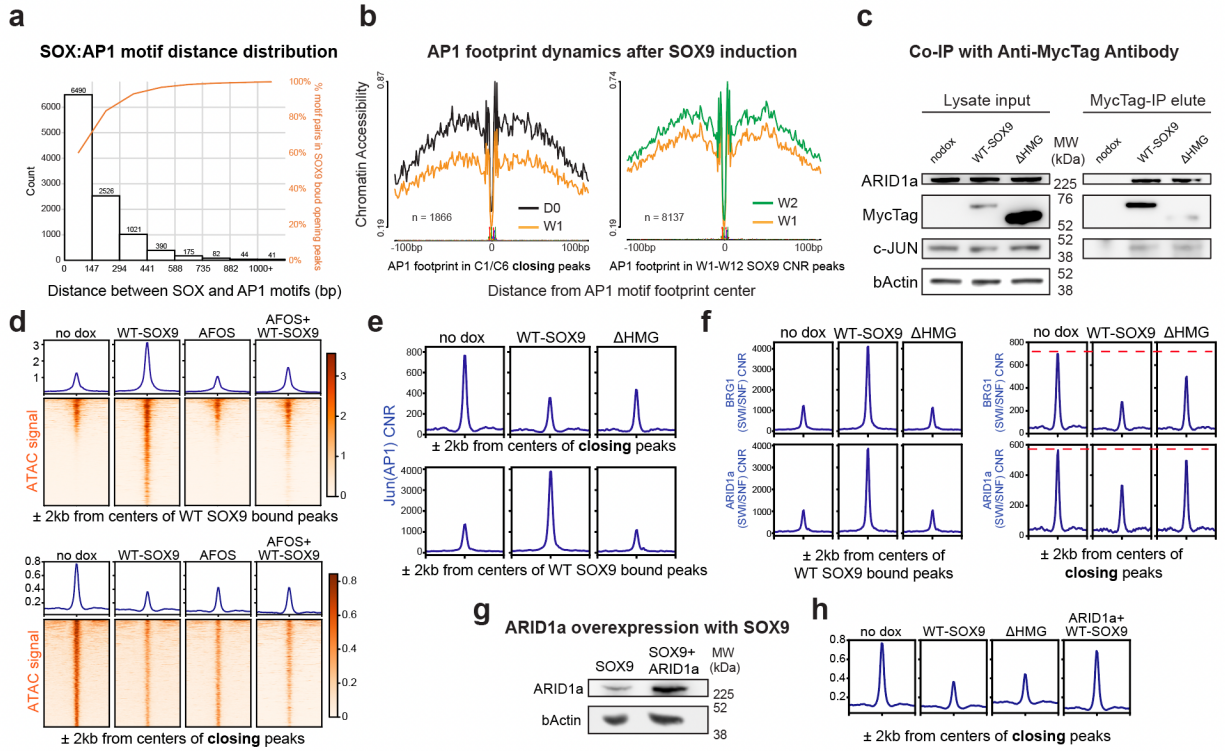 a
SOX:AP1 motif distance distribution
6490
2526
1021
390
175
82
44
41
6000
5000
4000
3000
2000
1000
0
Count
100%
80%
60%
40%
20%
0%
% motif pairs in SOX9 boud opening peaks
0 147 294 441 588 735 882 1000+
Distance between SOX and AP1 motifs (bp)
b
AP1 footprint dynamics after SOX9 induction
Chromatin Accessibility
0.87
0.19
n = 1866
D0
W1
-100bp 100bp
AP1 footprint in C1/C6 closing peaks
0.74
0.19
n = 8137
W2
W1
-100bp 100bp
AP1 footprint in W1-W12 SOX9 CNR peaks
Distance from AP1 motif footprint center
c
Co-IP with Anti-MycTag Antibody
Lysate input
MycTag-IP elute
nodox WT-SOX9 ΔHMG
MW
(kDa)
nodox WT-SOX9 ΔHMG
ARID1a
225
MycTag
76
52
c-JUN
52
38
bActin
52
38
d
no dox WT-SOX9 AFOS AFOS+
WT-SOX9
3
2
1
ATAC signal
3
2
1
0
± 2kb from centers of WT SOX9 bound peaks
no dox WT-SOX9 AFOS AFOS+
WT-SOX9
0.8
0.6
0.4
0.2
ATAC signal
0.8
0.6
0.4
0.2
0
± 2kb from centers of closing peaks
e
no dox WT-SOX9 ΔHMG
Jun(AP1) CNR
800
600
400
200
0
± 2kb from centers of closing peaks
4000
3000
2000
1000
0
± 2kb from centers of WT SOX9 bound peaks
f
no dox WT-SOX9 ΔHMG
BRG1
(SWI/SNF) CNR
4000
3000
2000
1000
0
ARID1a
(SWI/SNF) CNR
4000
3000
2000
1000
0
± 2kb from centers of
WT SOX9 bound peaks
no dox WT-SOX9 ΔHMG
BRG1
(SWI/SNF) CNR
800
600
400
200
0
ARID1a
(SWI/SNF) CNR
600
400
200
0
± 2kb from centers of
closing peaks
g
ARID1a overexpression with SOX9
SOX9 SOX9+
ARID1a
MW
(kDa)
ARID1a
225
bActin
52
38
h
no dox WT-SOX9 ΔHMG ARID1a+
WT-SOX9
0.8
0.6
0.4
0.2
± 2kb from centers of closing peaks